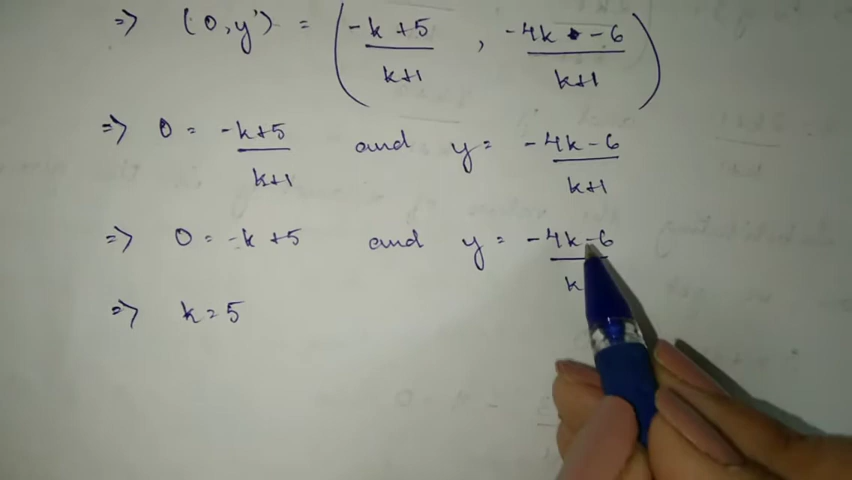 ⇒ (0, y') = ( (-k+5)/(k+1) , (-4k - 6)/(k+1) )
⇒ 0 = (-k+5)/(k+1) and y = (-4k-6)/(k+1)
⇒ 0 = -k+5 and y = (-4k-6)/k
⇒ k = 5